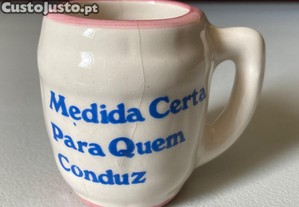 CustoJusto.pt
Medida Certa
Para Quem
Conduz